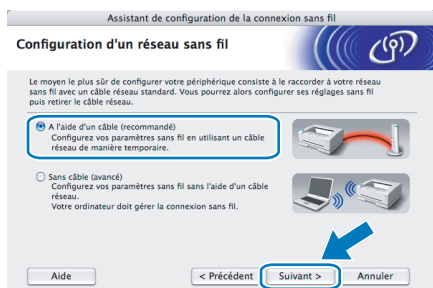 Assistant de configuration de la connexion sans fil
Configuration d'un réseau sans fil
Le moyen le plus sûr de configurer votre périphérique consiste à le raccorder à votre réseau
sans fil avec un câble réseau standard. Vous pourrez alors configurer ses réglages sans fil
puis retirer le câble réseau.
A l'aide d'un câble (recommandé)
Configurez vos paramètres sans fil en utilisant un câble
réseau de manière temporaire.
Sans câble (avancé)
Configurez vos paramètres sans fil sans l'aide d'un câble
réseau.
Votre ordinateur doit gérer la connexion sans fil.
Aide
< Précédent
Suivant >
Annuler